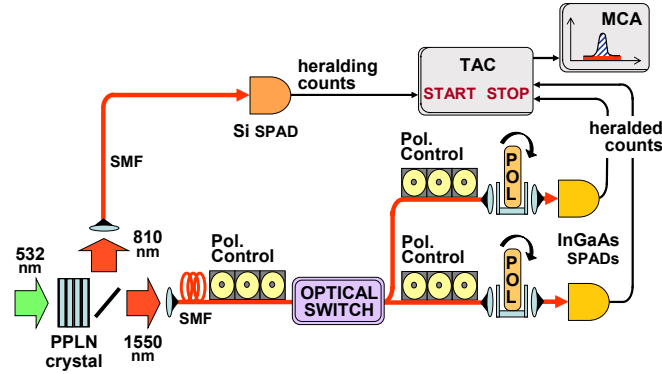 MCA
TAC
START STOP
heralding
counts
Si SPAD
SMF
heralded
counts
Pol.
Control
POL
InGaAs
SPADs
532
nm
810
nm
Pol.
Control
Pol.
Control
POL
OPTICAL
SWITCH
SMF
PPLN
crystal
1550
nm